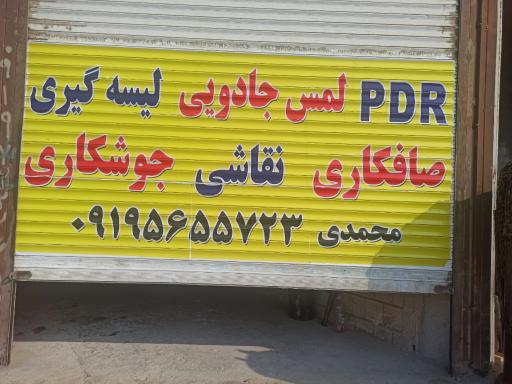 PDR لمس جادویی لیسه گیری
صافکاری نقاشی جوشکاری
محمدی ۰۹۱۹۵۶۵۵۷۲۳